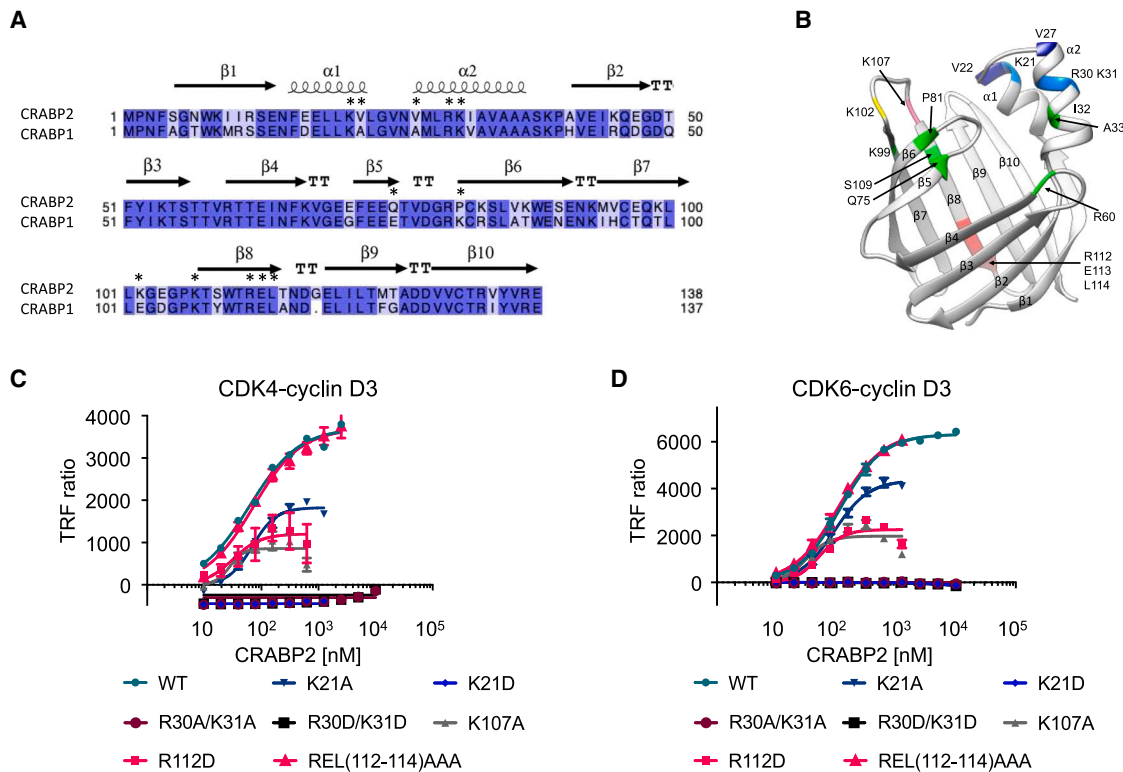 A
β1 α1 α2 β2 TT
** * **
CRABP2 1 MPNFSGNWKIIRSENFEELLKVLGVNVMLRKIAVAAASKPAVEIKQEGDT 50
CRABP1 1 MPNFAGTWKMRSSENFDELLKALGVNAMLRKVAVAAASKPHVEIRQDGDQ 50
β3 β4 TT β5 TT β6 TT β7
* *
CRABP2 51 FYIKTSTTVRTTEINFKVGEEFEEQTVDGRPCKSLVKWESENKMVCEQKL 100
CRABP1 51 FYIKTSTTVRTTEINFKVGEGFEEETVDGRKCRSLATWENENKIHCTQTL 100
β8 TT β9 TT β10
* * ***
CRABP2 101 LKGEGPKTSWTRELTNDGELILTMTADDVVCTRVYVRE 138
CRABP1 101 LEGDGPKTYWTRELAND.ELILTFGADDVVCTRIYVRE 137
B
V27
α2
K107
V22
K21
R30 K31
α1
K102
P81
I32
A33
K99
β6
β10
S109
β5
β9
Q75
β8
β7
R60
β4
β3
R112
β2
E113
β1
L114
C
CDK4-cyclin D3
TRF ratio
4000
3000
2000
1000
0
10 10² 10³ 10⁴ 10⁵
CRABP2 [nM]
WT K21A K21D
R30A/K31A R30D/K31D K107A
R112D REL(112-114)AAA
D
CDK6-cyclin D3
TRF ratio
6000
4000
2000
0
10 10² 10³ 10⁴ 10⁵
CRABP2 [nM]
WT K21A K21D
R30A/K31A R30D/K31D K107A
R112D REL(112-114)AAA